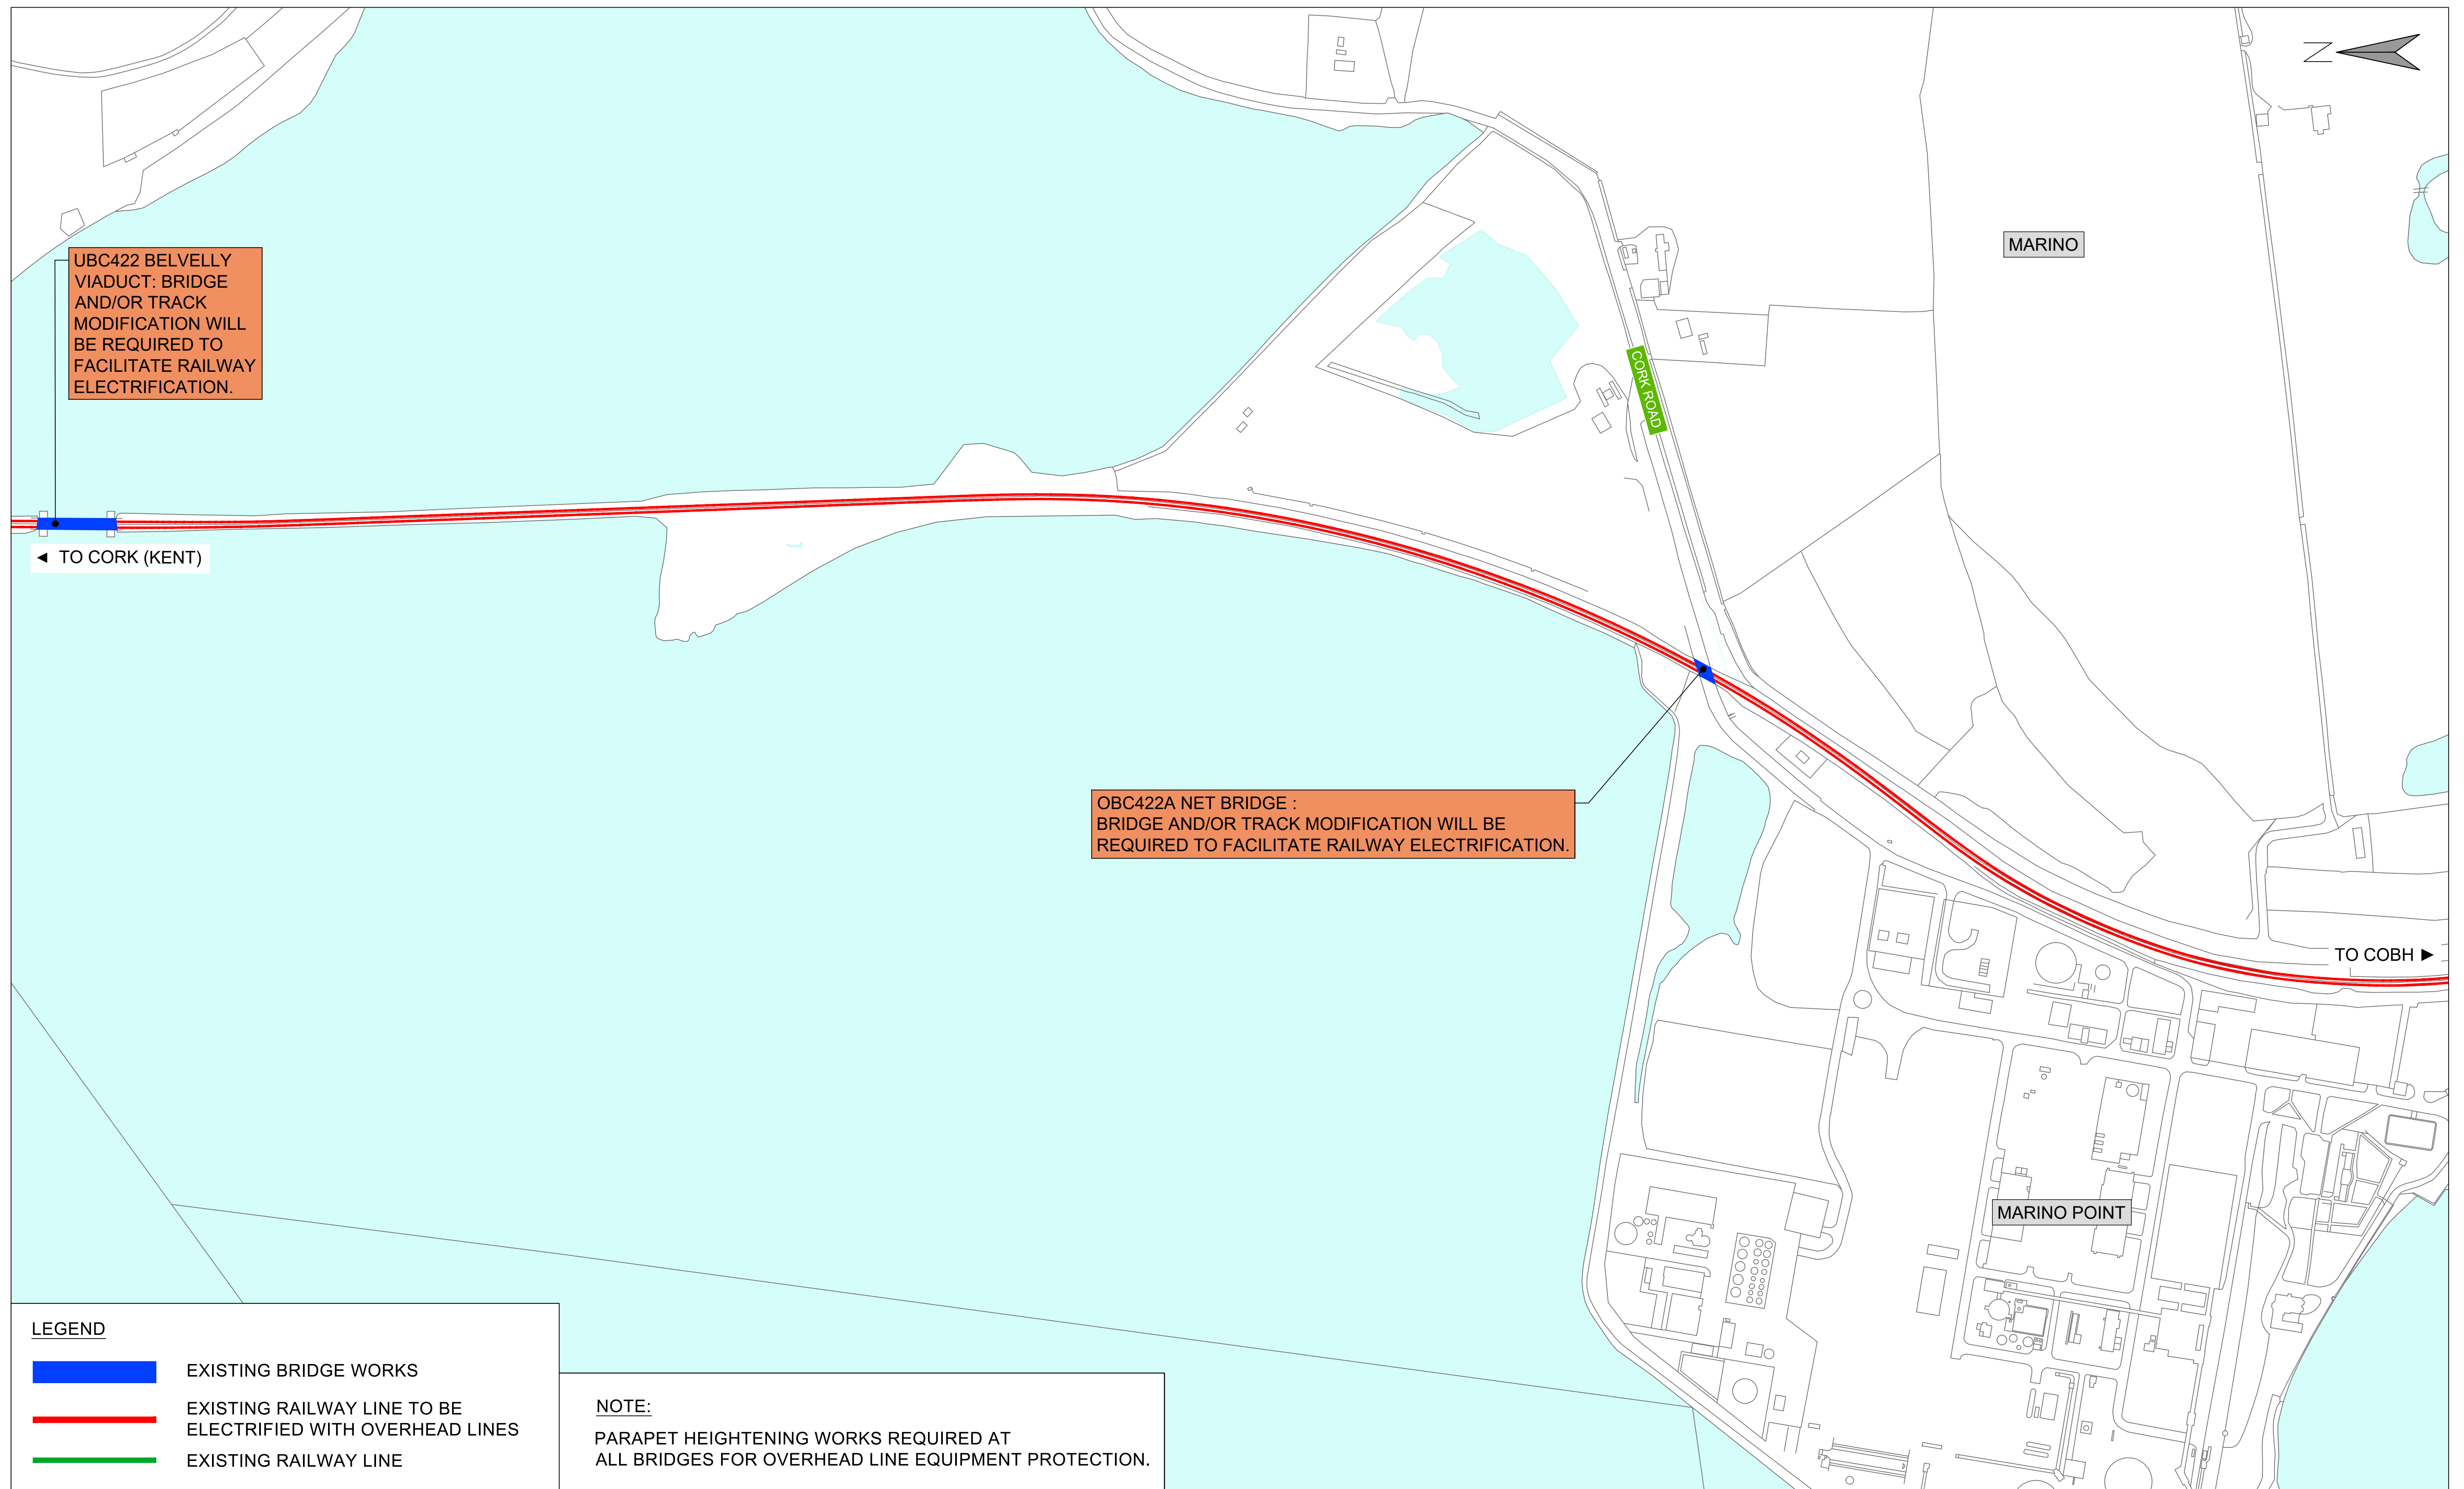 N
MARINO
UBC422 BELVELLY
VIADUCT: BRIDGE
AND/OR TRACK
MODIFICATION WILL
BE REQUIRED TO
FACILITATE RAILWAY
ELECTRIFICATION.
CORK ROAD
◄ TO CORK (KENT)
OBC422A NET BRIDGE :
BRIDGE AND/OR TRACK MODIFICATION WILL BE
REQUIRED TO FACILITATE RAILWAY ELECTRIFICATION.
TO COBH ►
MARINO POINT
LEGEND
EXISTING BRIDGE WORKS
EXISTING RAILWAY LINE TO BE
ELECTRIFIED WITH OVERHEAD LINES
EXISTING RAILWAY LINE
NOTE:
PARAPET HEIGHTENING WORKS REQUIRED AT
ALL BRIDGES FOR OVERHEAD LINE EQUIPMENT PROTECTION.